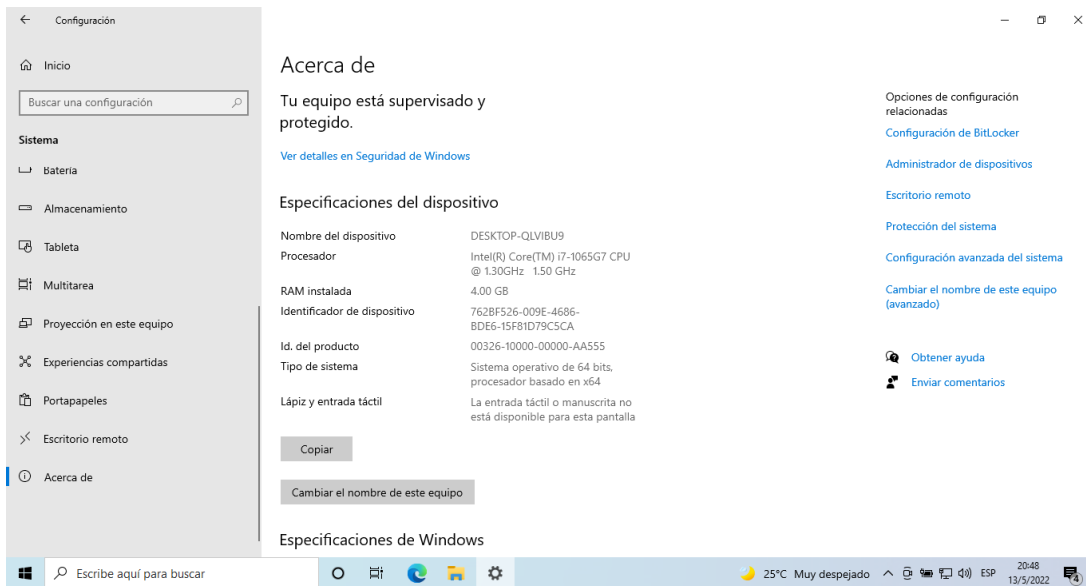 Configuración
Inicio
Buscar una configuración
Sistema
Batería
Almacenamiento
Tableta
Multitarea
Proyección en este equipo
Experiencias compartidas
Portapapeles
Escritorio remoto
Acerca de
Acerca de
Tu equipo está supervisado y
protegido.
Ver detalles en Seguridad de Windows
Especificaciones del dispositivo
Nombre del dispositivo DESKTOP-QLVIBU9
Procesador Intel(R) Core(TM) i7-1065G7 CPU
@ 1.30GHz 1.50 GHz
RAM instalada 4.00 GB
Identificador de dispositivo 762BF526-009E-4686-
BDE6-15F81D79C5CA
Id. del producto 00326-10000-00000-AA555
Tipo de sistema Sistema operativo de 64 bits,
procesador basado en x64
Lápiz y entrada táctil La entrada táctil o manuscrita no
está disponible para esta pantalla
Copiar
Cambiar el nombre de este equipo
Especificaciones de Windows
Opciones de configuración
relacionadas
Configuración de BitLocker
Administrador de dispositivos
Escritorio remoto
Protección del sistema
Configuración avanzada del sistema
Cambiar el nombre de este equipo
(avanzado)
Obtener ayuda
Enviar comentarios
Escribe aquí para buscar
25°C Muy despejado
ESP
20:48
13/5/2022